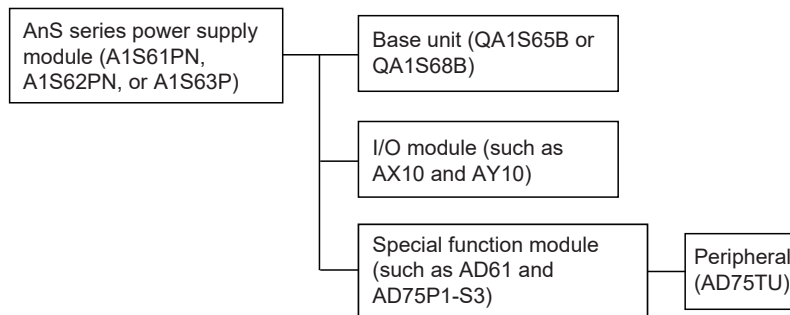 AnS series power supply
module (A1S61PN,
A1S62PN, or A1S63P)
Base unit (QA1S65B or
QA1S68B)
I/O module (such as
AX10 and AY10)
Special function module
(such as AD61 and
AD75P1-S3)
Peripheral
(AD75TU)